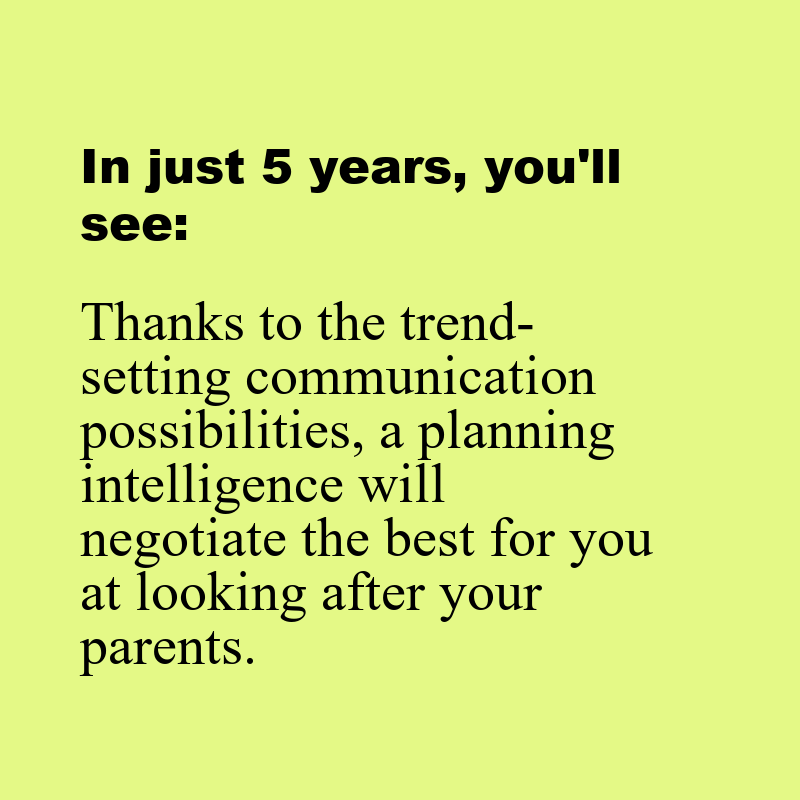 In just 5 years, you'll
see:
Thanks to the trend-
setting communication
possibilities, a planning
intelligence will
negotiate the best for you
at looking after your
parents.